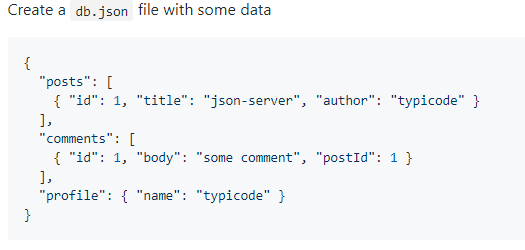 Create a db.json file with some data
{
  "posts": [
    { "id": 1, "title": "json-server", "author": "typicode" }
  ],
  "comments": [
    { "id": 1, "body": "some comment", "postId": 1 }
  ],
  "profile": { "name": "typicode" }
}